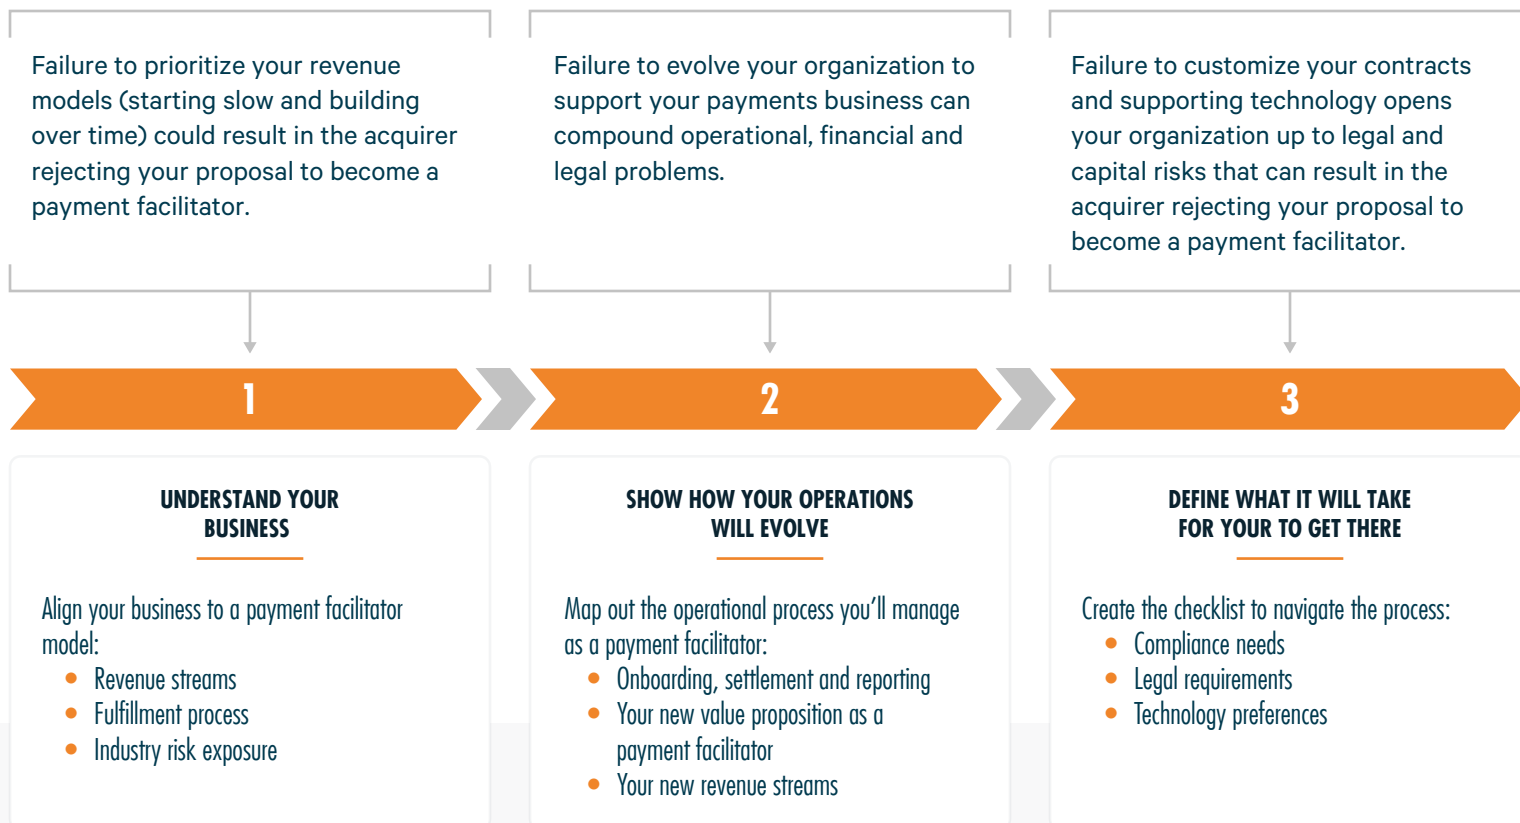 Failure to prioritize your revenue
models (starting slow and building
over time) could result in the acquirer
rejecting your proposal to become a
payment facilitator.
Failure to evolve your organization to
support your payments business can
compound operational, financial and
legal problems.
Failure to customize your contracts
and supporting technology opens
your organization up to legal and
capital risks that can result in the
acquirer rejecting your proposal to
become a payment facilitator.
1
2
3
UNDERSTAND YOUR
BUSINESS
Align your business to a payment facilitator
model:
• Revenue streams
• Fulfillment process
• Industry risk exposure
SHOW HOW YOUR OPERATIONS
WILL EVOLVE
Map out the operational process you’ll manage
as a payment facilitator:
• Onboarding, settlement and reporting
• Your new value proposition as a
payment facilitator
• Your new revenue streams
DEFINE WHAT IT WILL TAKE
FOR YOUR TO GET THERE
Create the checklist to navigate the process:
• Compliance needs
• Legal requirements
• Technology preferences